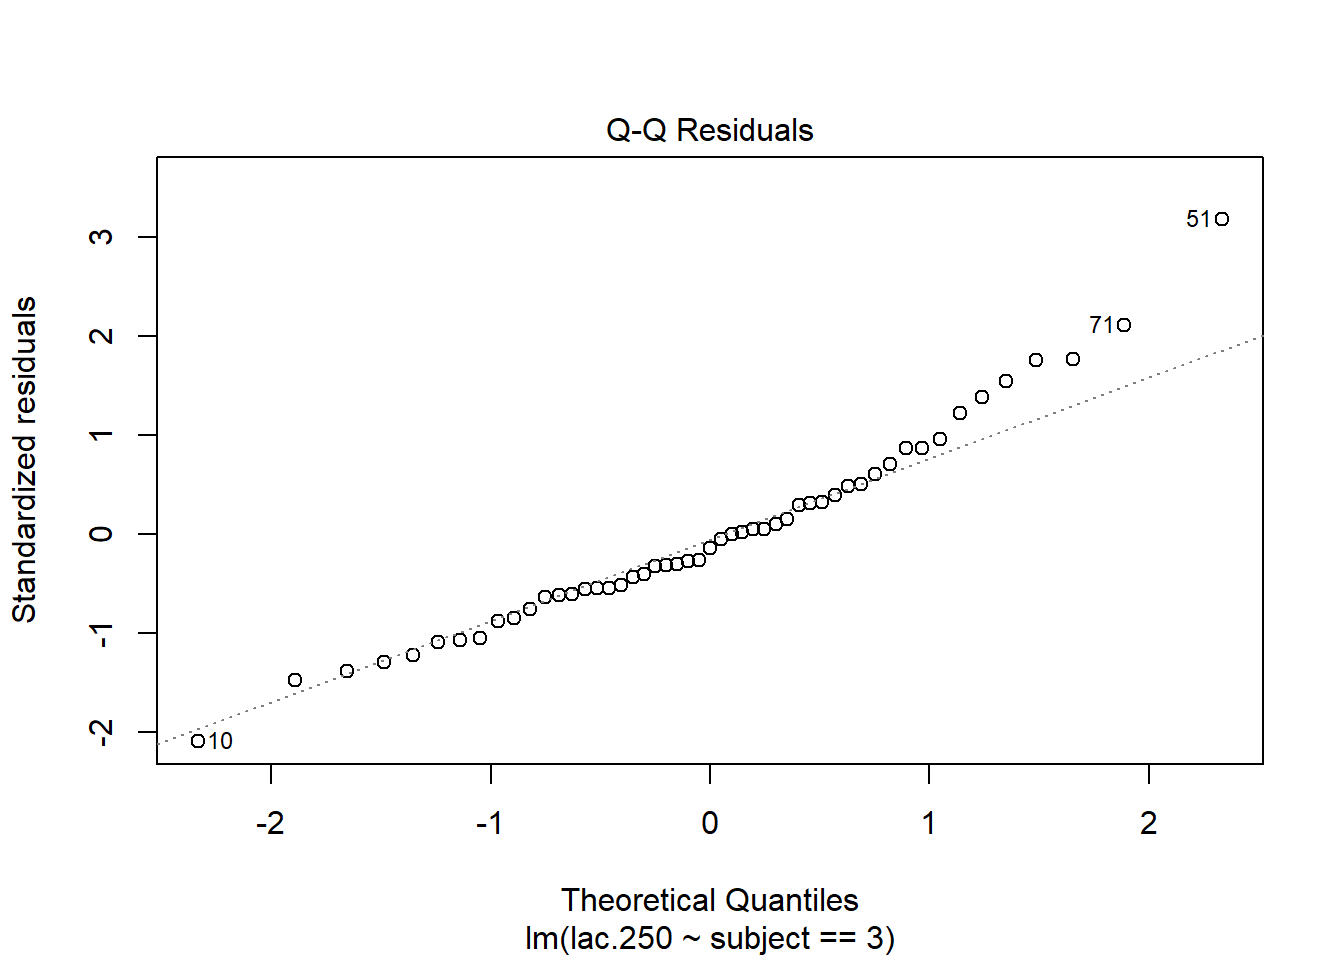 Q-Q Residuals
Standardized residuals
3
2
1
0
-1
-2
51
71
10
-2 -1 0 1 2
Theoretical Quantiles
lm(lac.250 ~ subject == 3)